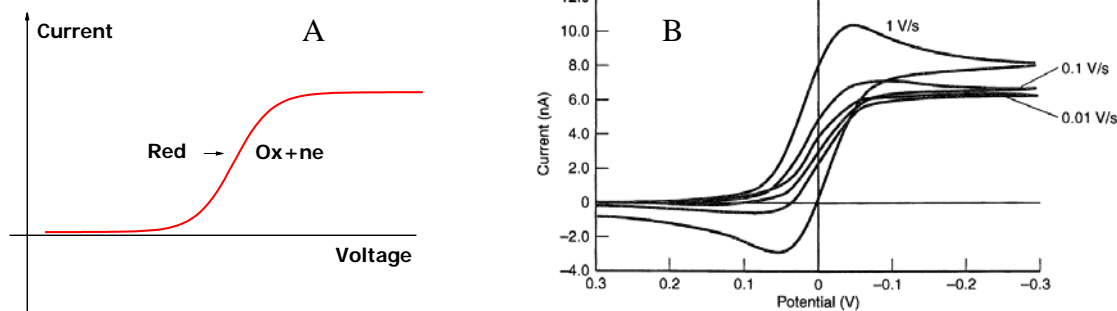 Current
A
Red → Ox+ne
Voltage
12.0
10.0
8.0
6.0
4.0
2.0
0
−2.0
−4.0
Current (nA)
B
1 V/s
0.1 V/s
0.01 V/s
0.3 0.2 0.1 0 −0.1 −0.2 −0.3
Potential (V)